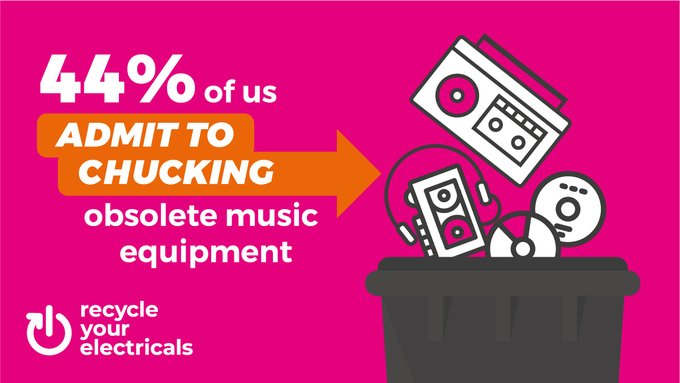 44% of us
ADMIT TO
CHUCKING
obsolete music
equipment
recycle
your
electricals